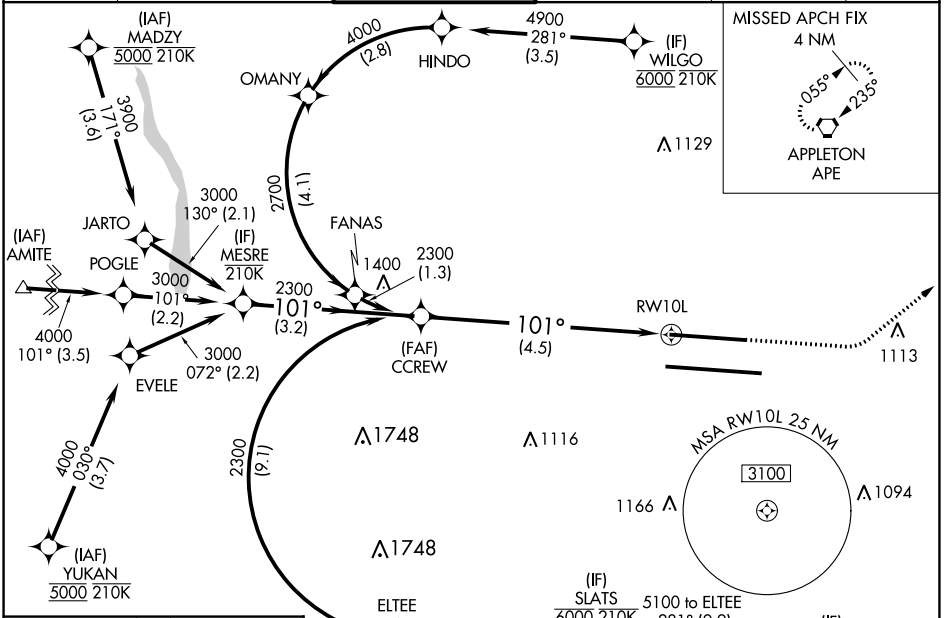 (IAF)
MADZY
5000 210K
3900
171°
(3.6)
4000
(2.8)
HINDO
4900
281°
(3.5)
(IF)
WILGO
6000 210K
MISSED APCH FIX
4 NM
055°
235°
APPLETON
APE
OMANY
1129
2700
(4.1)
JARTO
3000
130° (2.1)
FANAS
(IAF)
AMITE
POGLE
(IF)
MESRE
210K
1400
2300
(1.3)
3000
101°
(2.2)
2300
101°
(3.2)
4000
101° (3.5)
101°
(4.5)
RW10L
(FAF)
CCREW
1113
3000
072° (2.2)
EVELE
4000
030°
(3.7)
2300
(9.1)
1748
1116
MSA RW10L 25 NM
3100
1166
1094
(IAF)
YUKAN
5000 210K
1748
ELTEE
(IF)
SLATS
6000 210K
5100 to ELTEE
(IF)